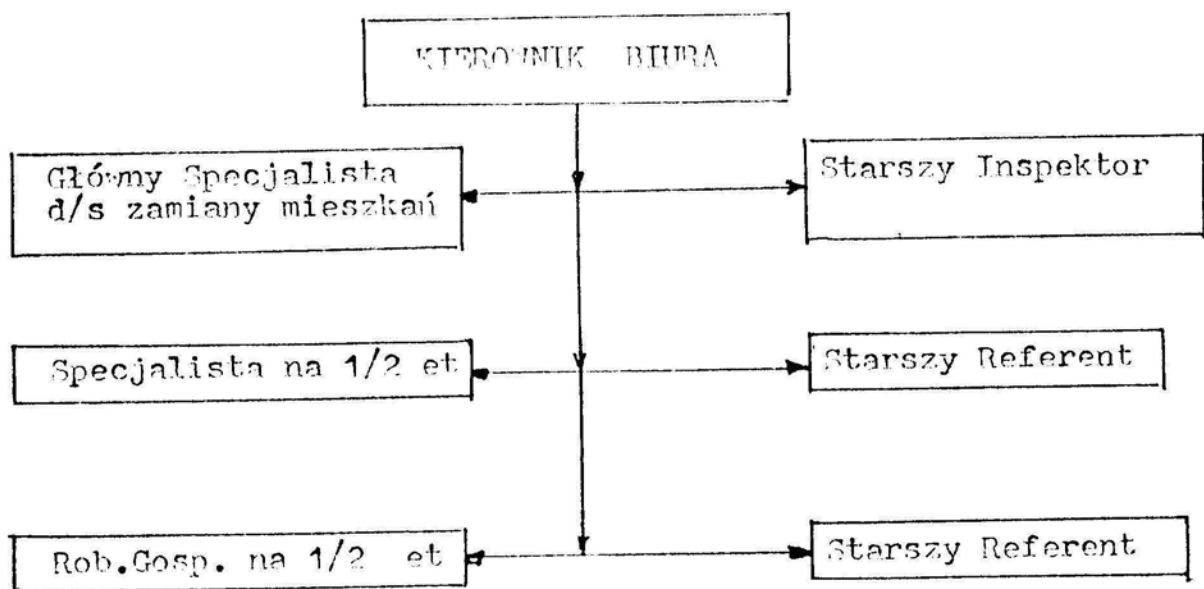 KIEROWNIK BIURA
Główny Specjalista
d/s zamiany mieszkań
Starszy Inspektor
Specjalista na 1/2 et
Starszy Referent
Rob.Gosp. na 1/2 et
Starszy Referent